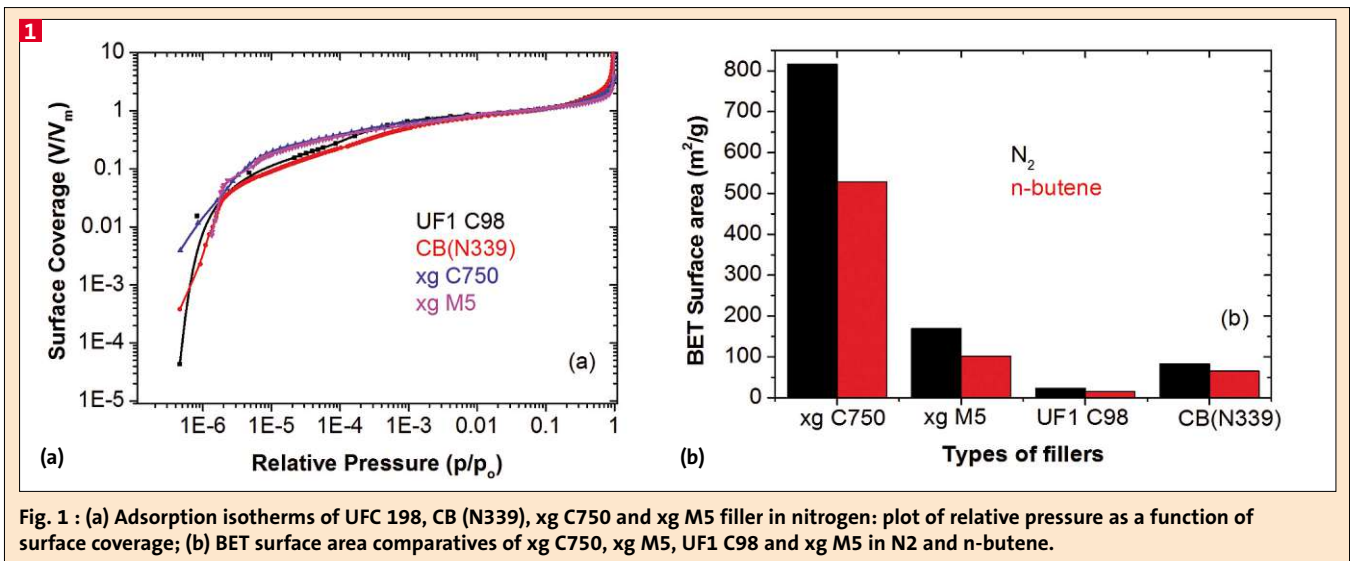 1
10
1
0.1
0.01
1E-3
1E-4
1E-5
Surface Coverage (V/Vm)
UF1 C98
CB(N339)
xg C750
xg M5
(a)
1E-6 1E-5 1E-4 1E-3 0.01 0.1 1
(a)
Relative Pressure (p/po)
800
700
600
500
400
300
200
100
0
BET Surface area (m²/g)
N2
n-butene
(b)
xg C750 xg M5 UF1 C98 CB(N339)
(b)
Types of fillers
Fig. 1 : (a) Adsorption isotherms of UFC 198, CB (N339), xg C750 and xg M5 filler in nitrogen: plot of relative pressure as a function of
surface coverage; (b) BET surface area comparatives of xg C750, xg M5, UF1 C98 and xg M5 in N2 and n-butene.